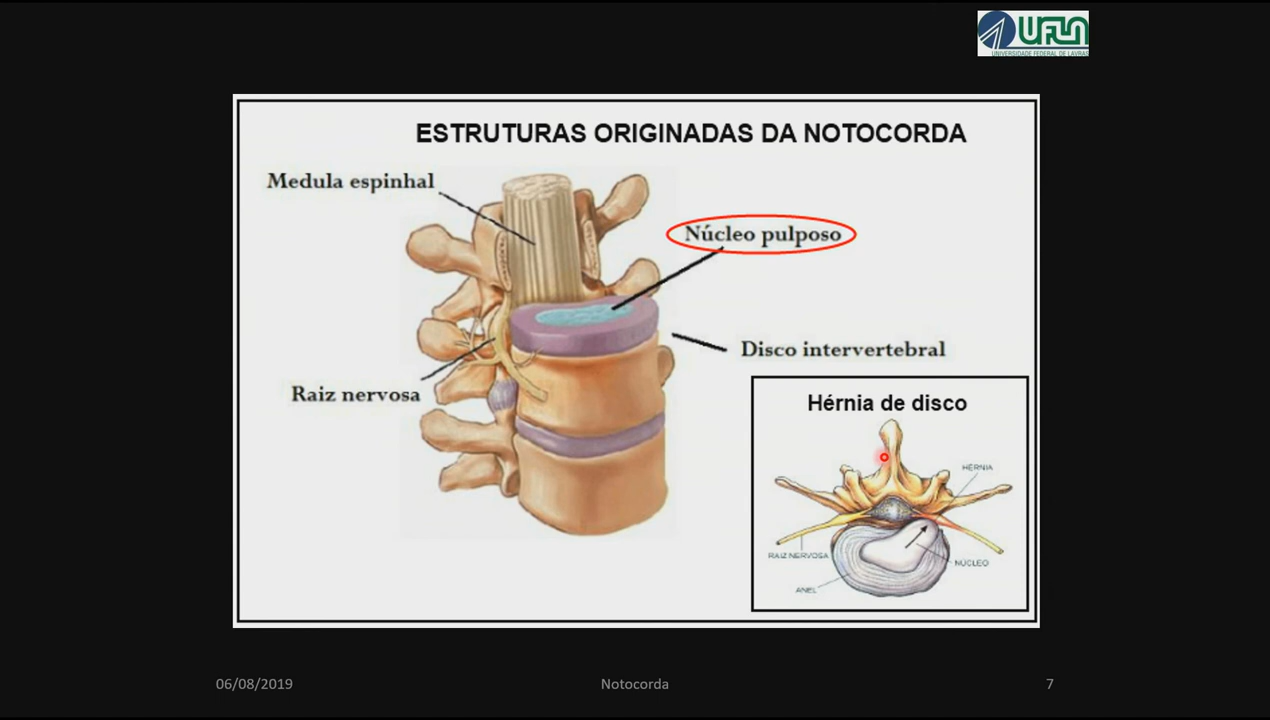 UFLA
UNIVERSIDADE FEDERAL DE LAVRAS
ESTRUTURAS ORIGINADAS DA NOTOCORDA
Medula espinhal
Núcleo pulposo
Disco intervertebral
Raiz nervosa
Hérnia de disco
HÉRNIA
RAIZ NERVOSA
NÚCLEO
ANEL
06/08/2019
Notocorda
7